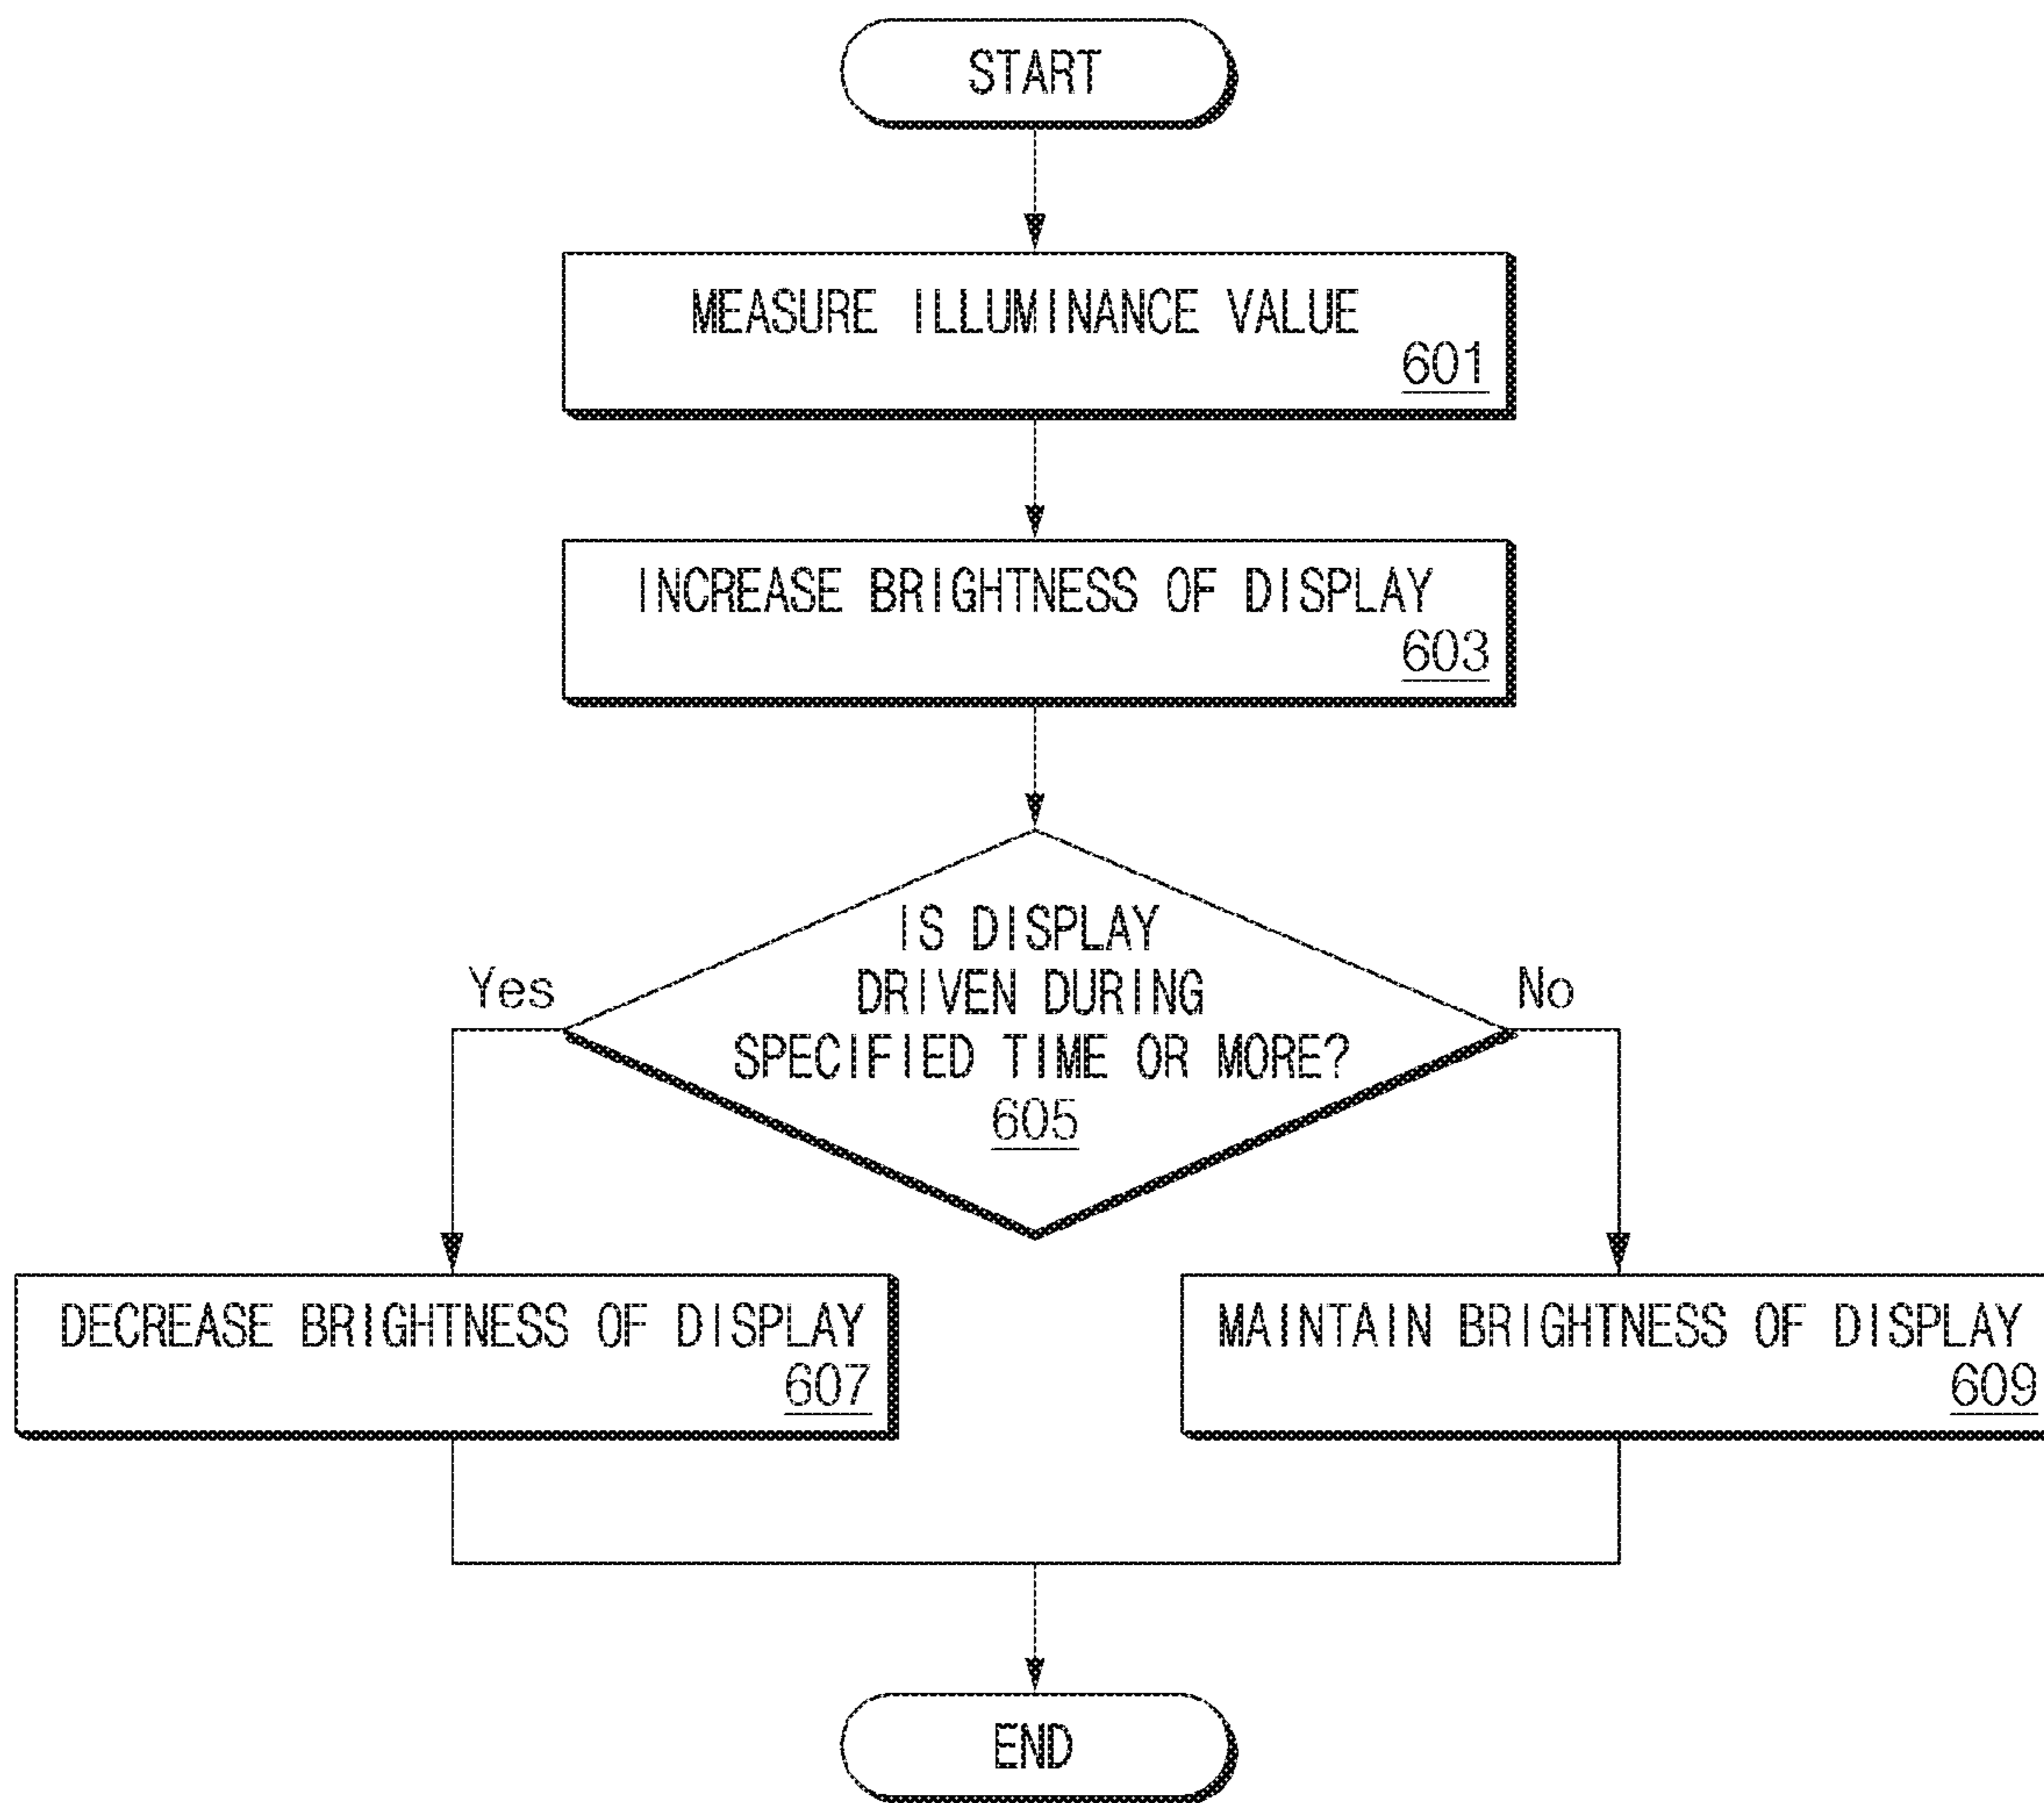 START
MEASURE ILLUMINANCE VALUE
601
INCREASE BRIGHTNESS OF DISPLAY
603
IS DISPLAY
DRIVEN DURING
SPECIFIED TIME OR MORE?
605
Yes
No
DECREASE BRIGHTNESS OF DISPLAY
607
MAINTAIN BRIGHTNESS OF DISPLAY
609
END